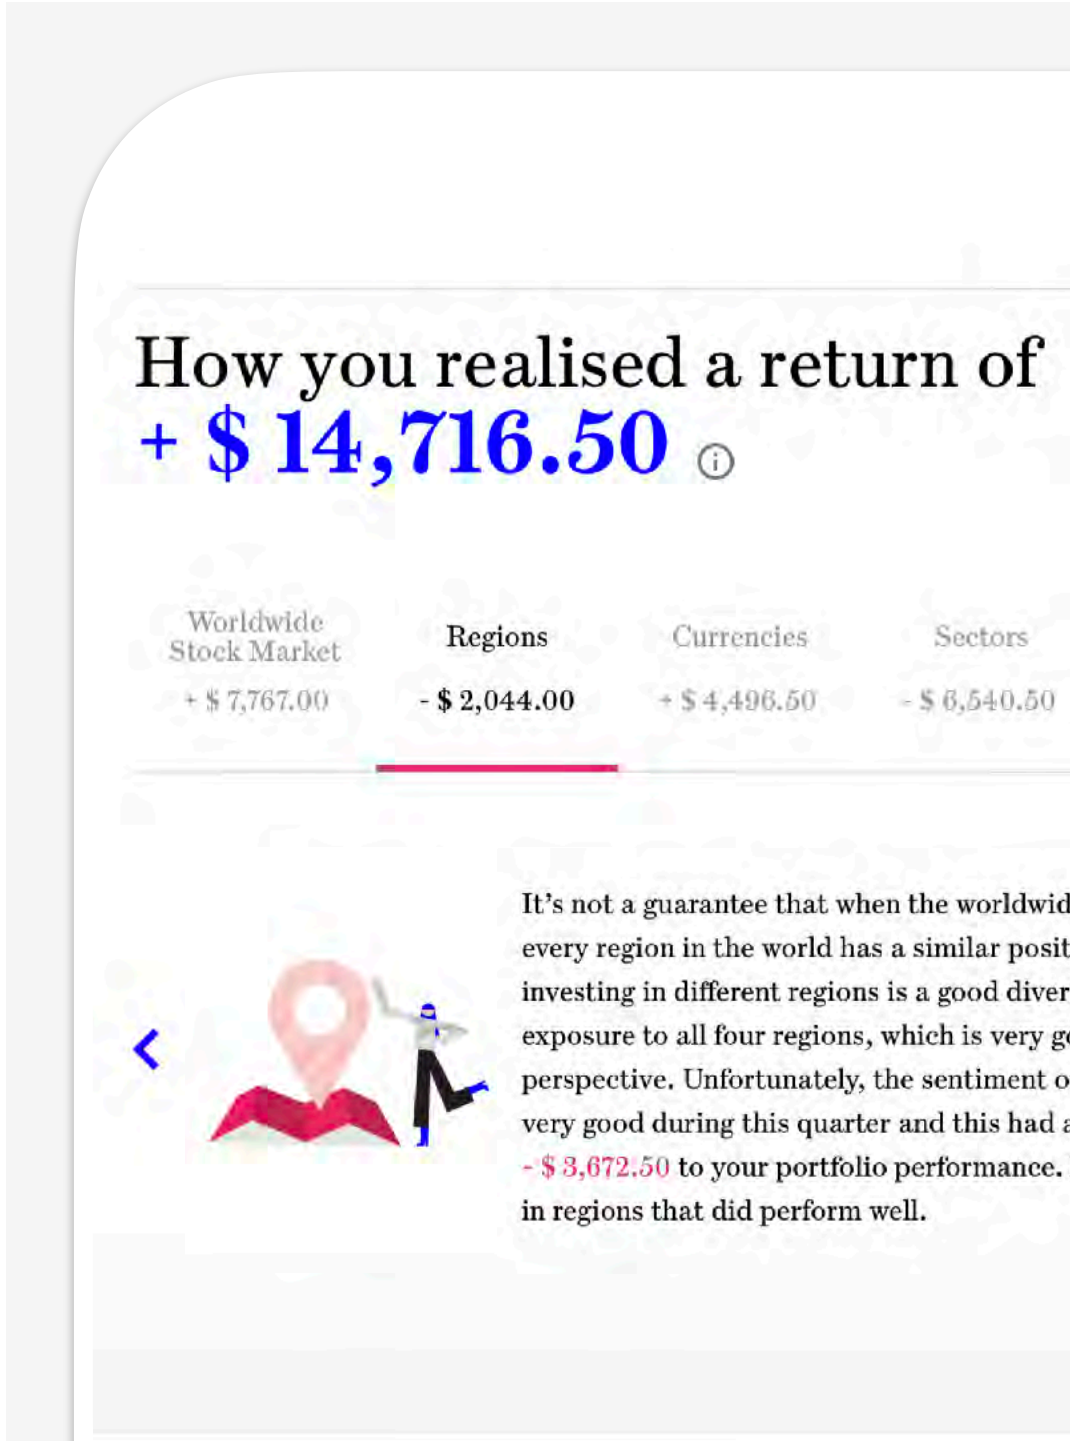 How you realised a return of
+ $ 14,716.50
Worldwide
Stock Market
+ $ 7,767.00
Regions
- $ 2,044.00
Currencies
+ $ 4,496.50
Sectors
- $ 6,540.50
It's not a guarantee that when the worldwid
every region in the world has a similar posit
investing in different regions is a good diver
exposure to all four regions, which is very go
perspective. Unfortunately, the sentiment o
very good during this quarter and this had a
- $ 3,672.50 to your portfolio performance.
in regions that did perform well.